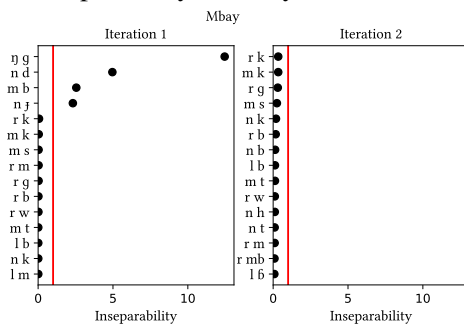 Mbay
Iteration 1
ŋ ɡ
n d
m b
n ɟ
r k
m k
m s
r m
r ɡ
r b
r w
m t
l b
n k
l m
0 5 10
Inseparability
Iteration 2
r k
m k
r ɡ
m s
n k
r b
n b
l b
m t
r w
n h
n t
r m
r mb
l ɓ
0 5 10
Inseparability